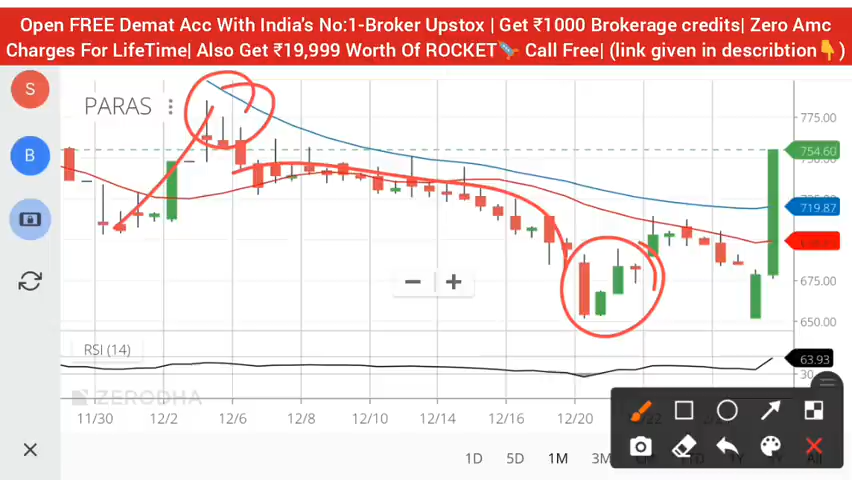 Open FREE Demat Acc With India's No:1-Broker Upstox | Get ₹1000 Brokerage credits| Zero Amc
Charges For LifeTime| Also Get ₹19,999 Worth Of ROCKET🚀 Call Free| (link given in describtion👇)
S
PARAS
775.00
754.60
B
719.87
675.00
650.00
RSI (14)
63.93
30
ZERODHA
11/30 12/2 12/6 12/8 12/10 12/14 12/16 12/20
1D 5D 1M 3M